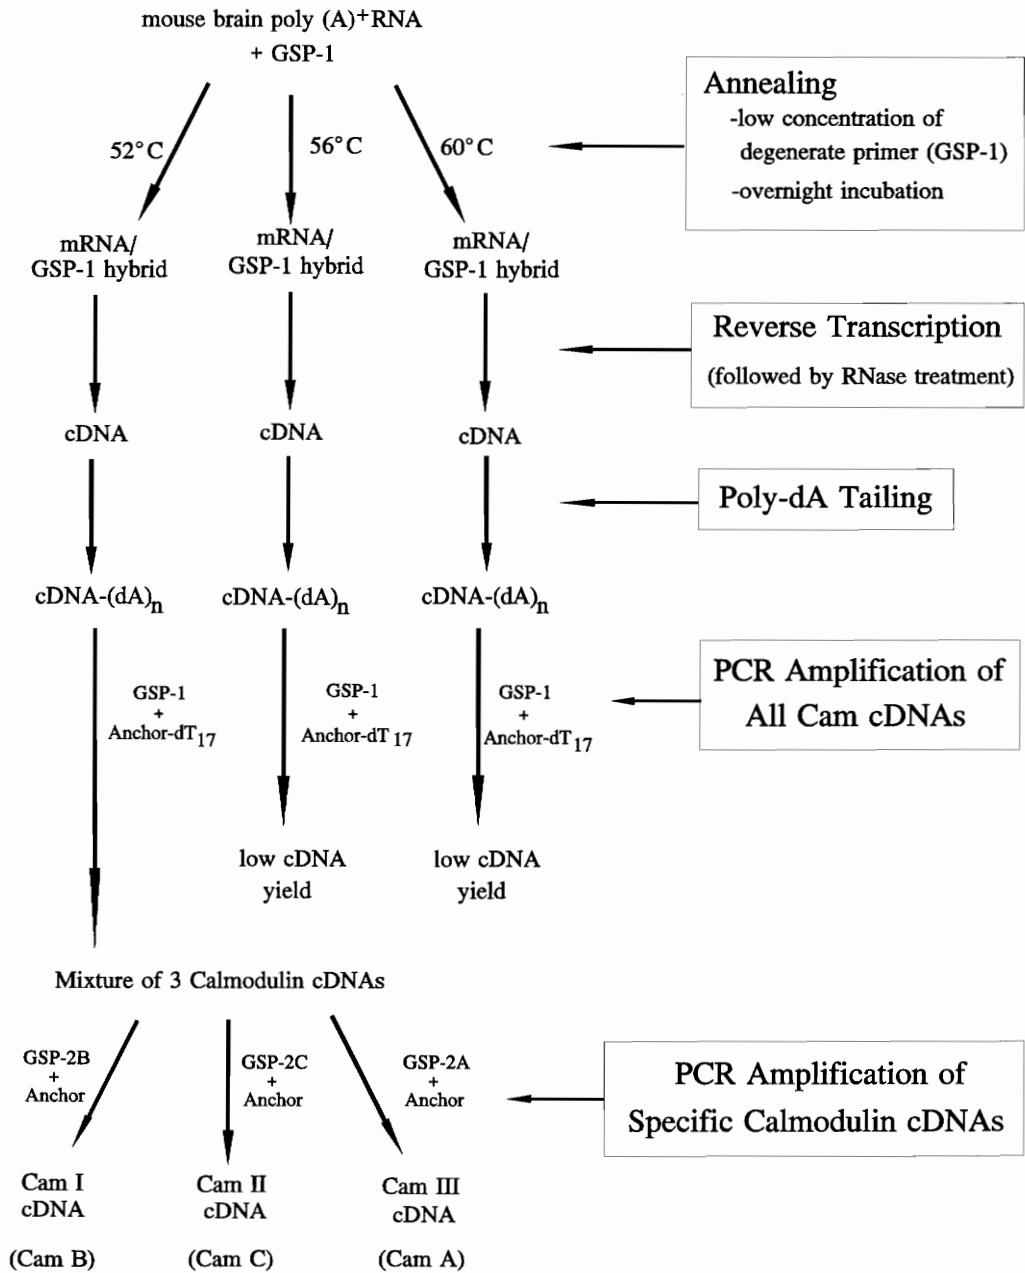 mouse brain poly (A)+RNA
+ GSP-1
Annealing
-low concentration of
degenerate primer (GSP-1)
-overnight incubation
52°C
56°C
60°C
mRNA/
GSP-1 hybrid
mRNA/
GSP-1 hybrid
mRNA/
GSP-1 hybrid
Reverse Transcription
(followed by RNase treatment)
cDNA
cDNA
cDNA
Poly-dA Tailing
cDNA-(dA)n
cDNA-(dA)n
cDNA-(dA)n
PCR Amplification of
All Cam cDNAs
GSP-1
+
Anchor-dT17
GSP-1
+
Anchor-dT17
GSP-1
+
Anchor-dT17
low cDNA
yield
low cDNA
yield
Mixture of 3 Calmodulin cDNAs
GSP-2B
+
Anchor
GSP-2C
+
Anchor
GSP-2A
+
Anchor
PCR Amplification of
Specific Calmodulin cDNAs
Cam I
cDNA
(Cam B)
Cam II
cDNA
(Cam C)
Cam III
cDNA
(Cam A)